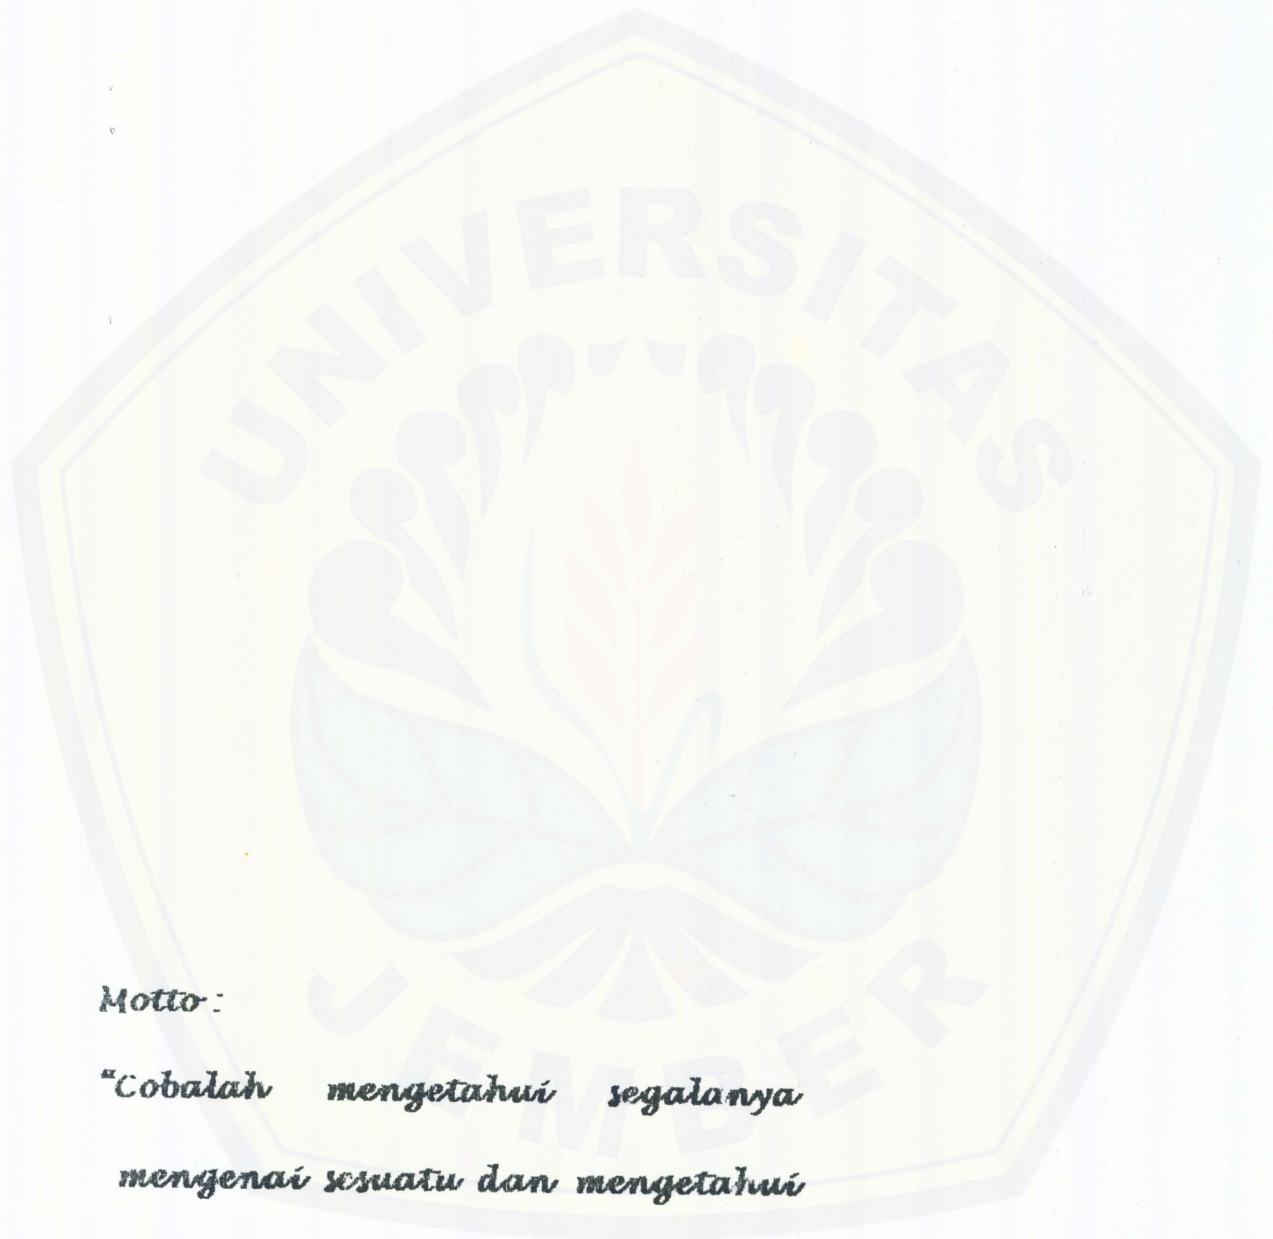 UNIVERSITAS
JEMBER
Motto :
"Cobalah mengetahui segalanya
mengenai sesuatu dan mengetahui